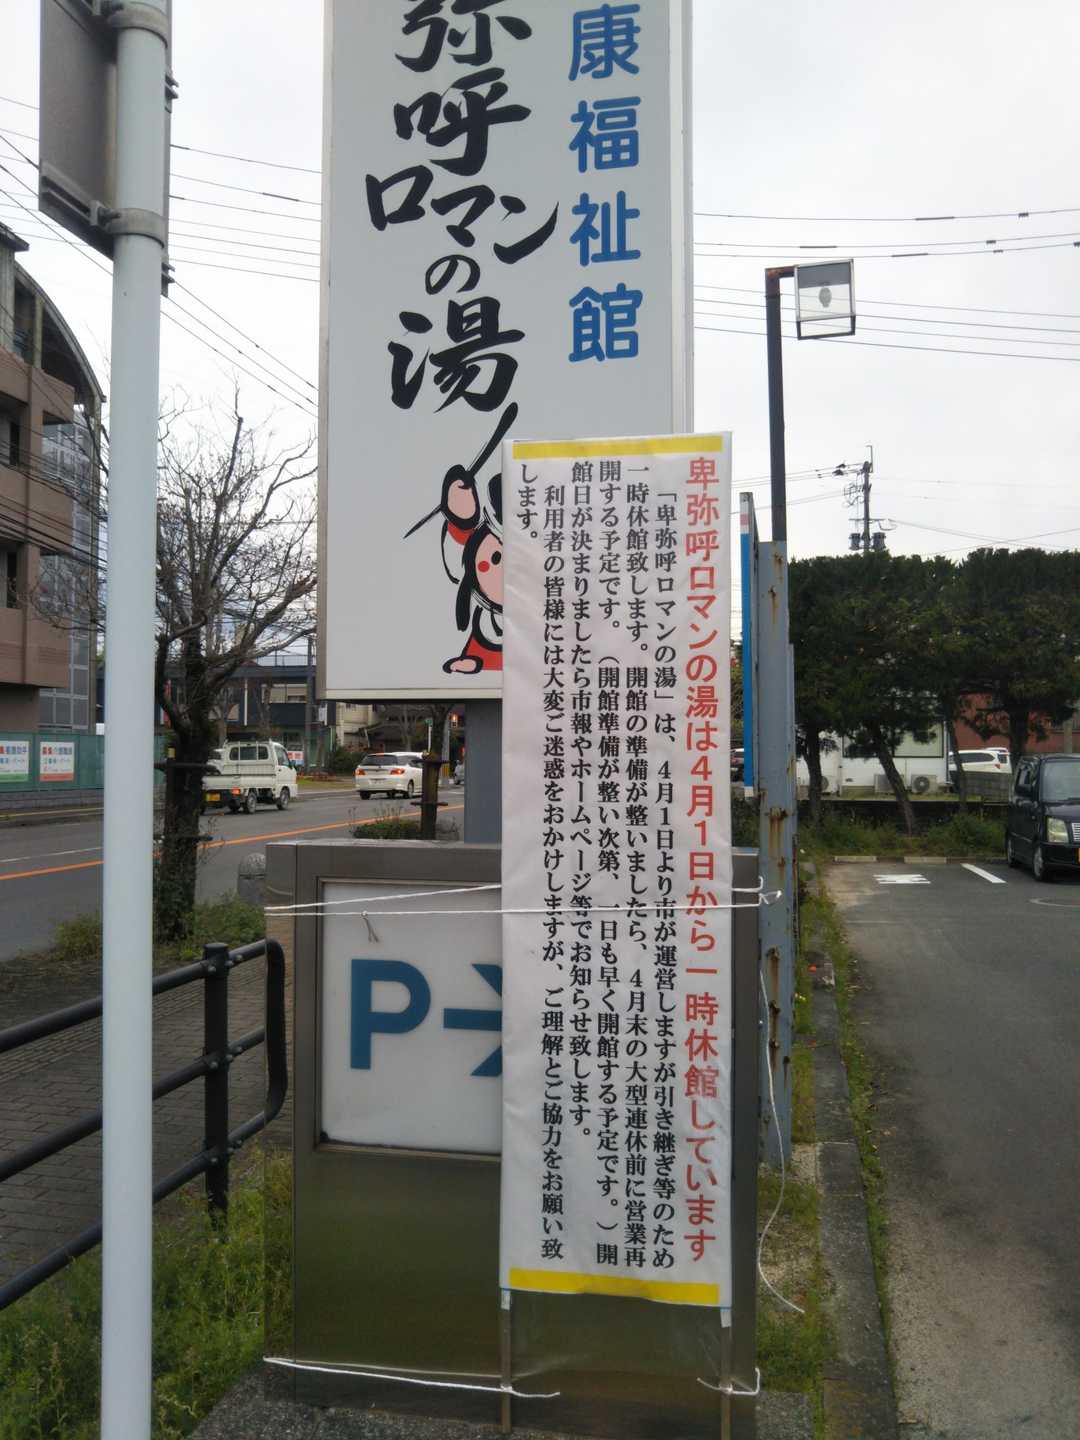 康福祉館
弥呼ロマンの湯
卑弥呼ロマンの湯は4月1日から一時休館しています
「卑弥呼ロマンの湯」は、4月1日より市が運営しますが引き継ぎ等のため
一時休館致します。開館の準備が整いましたら、4月末の大型連休前に営業再
開する予定です。（開館準備が整い次第、一日も早く開館する予定です。）開
館日が決まりましたら市報やホームページ等でお知らせ致します。
利用者の皆様には大変ご迷惑をおかけしますが、ご理解とご協力をお願い致
します。
P